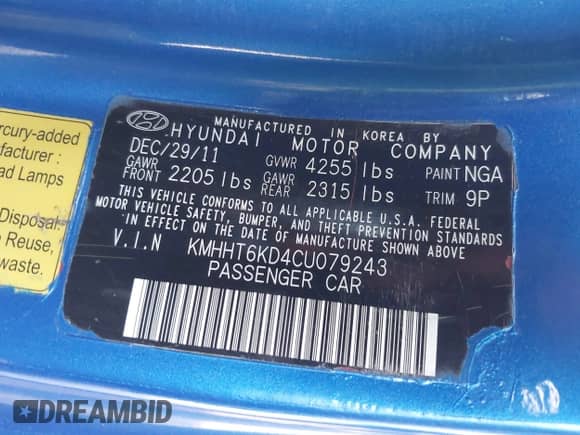 rcury-added
nufacturer :
ad Lamps
Disposal
Reuse,
waste.
MANUFACTURED IN KOREA BY
HYUNDAI MOTOR COMPANY
DEC/29/11 GVWR 4255 lbs PAINT NGA
GAWR FRONT 2205 lbs GAWR REAR 2315 lbs TRIM 9P
THIS VEHICLE CONFORMS TO ALL APPLICABLE U.S.A. FEDERAL
MOTOR VEHICLE SAFETY, BUMPER, AND THEFT PREVENTION STANDARDS
IN EFFECT ON THE DATE OF MANUFACTURE SHOWN ABOVE
V.I.N KMHHT6KD4CU079243
PASSENGER CAR
DREAMBID